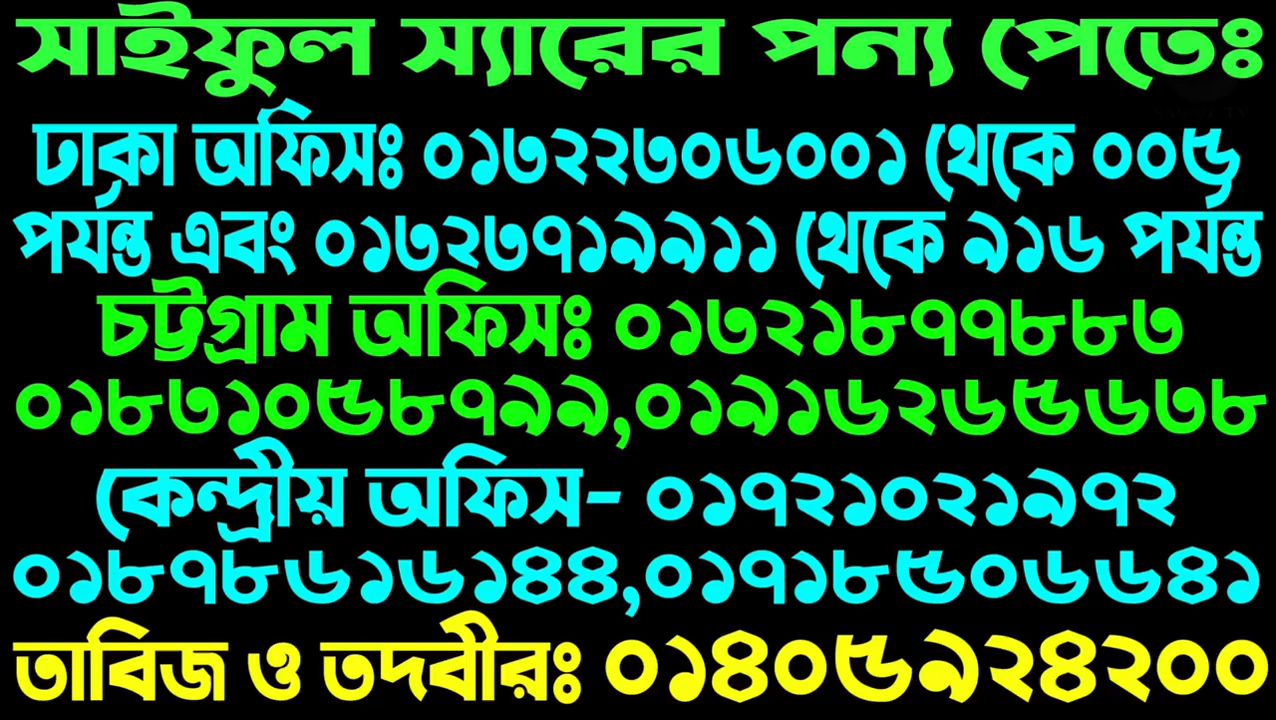 সাইফুল স্যারের পন্য পেতেঃ
ঢাকা অফিসঃ ০১৩২২৩০৬০০১ থেকে ০০৫
পর্যন্ত এবং ০১৩২৩৭১৯৯১১ থেকে ৯১৬ পর্যন্ত
চট্টগ্রাম অফিসঃ ০১৩২১৮৭৭৮৮৩
০১৮৩১০৫৮৭৯৯,০১৯১৬২৬৫৬৩৮
কেন্দ্রীয় অফিস- ০১৭২১০২১৯৭২
০১৮৭৮৬১৬১৪৪,০১৭১৮৫০৬৬৪১
তাবিজ ও তদবীরঃ ০১৪০৫৯২৪২০০